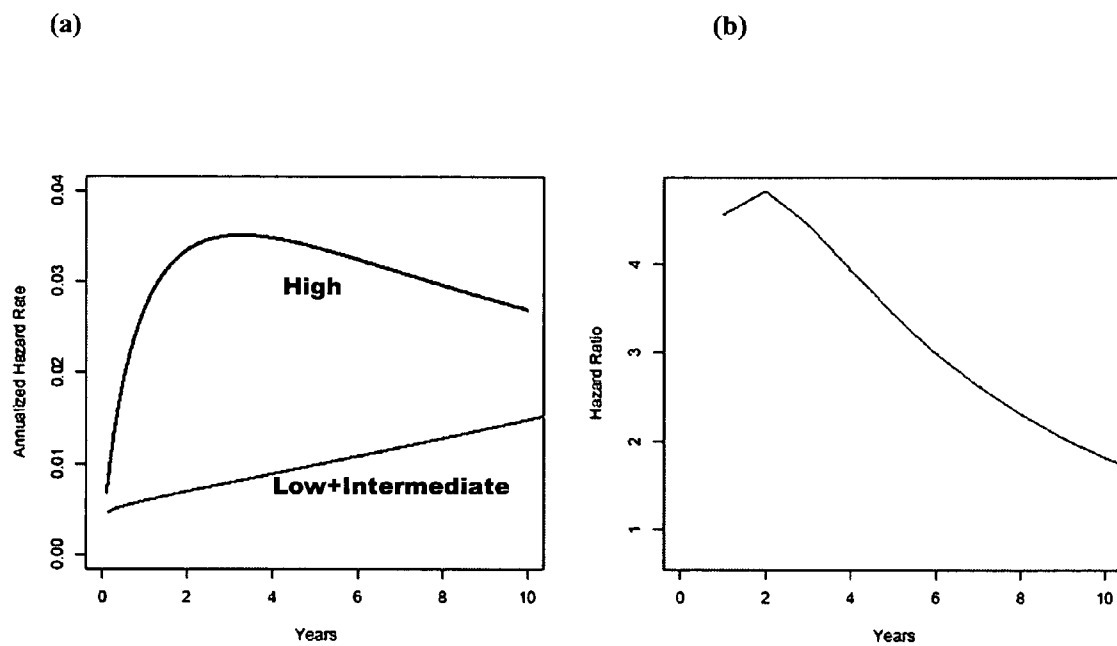 (a)
(b)
Annualized Hazard Rate
0.04
0.03
0.02
0.01
0.00
High
Low+Intermediate
0 2 4 6 8 10
Years
Hazard Ratio
4
3
2
1
0 2 4 6 8 10
Years